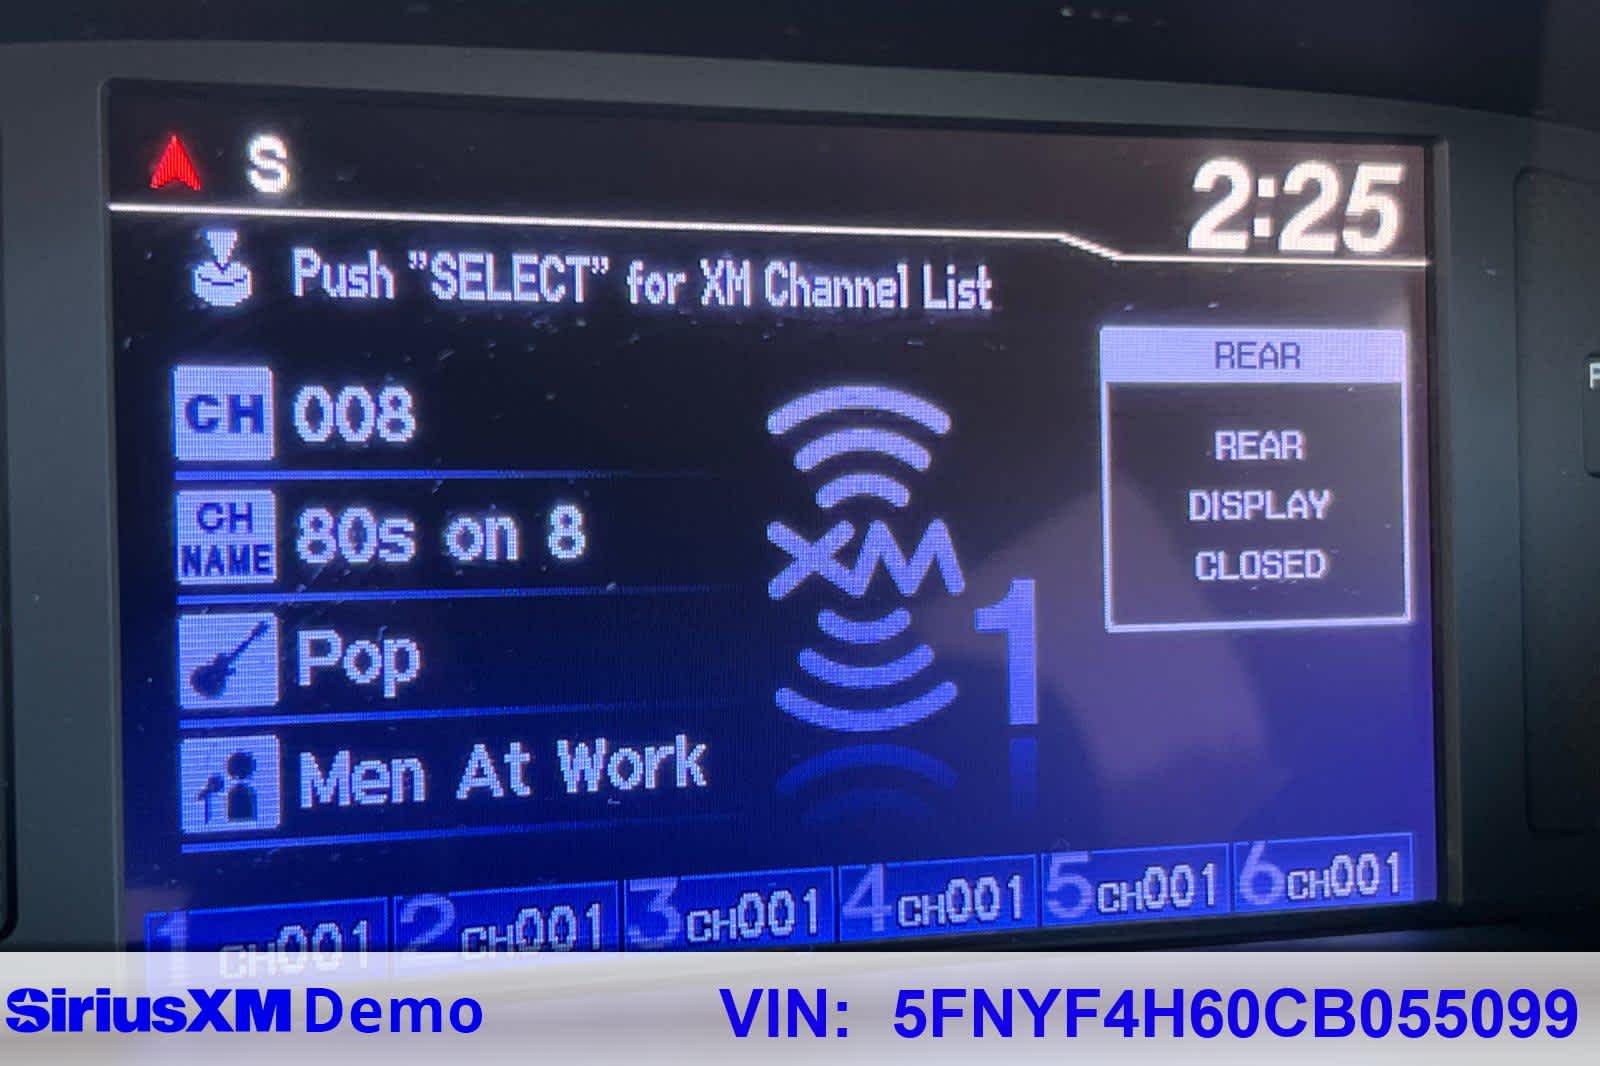 S
2:25
Push "SELECT" for XM Channel List
CH 008
CH NAME 80s on 8
Pop
Men At Work
XM 1
REAR
REAR
DISPLAY
CLOSED
1 CH001 2 CH001 3 CH001 4 CH001 5 CH001 6 CH001
SiriusXM Demo VIN: 5FNYF4H60CB055099